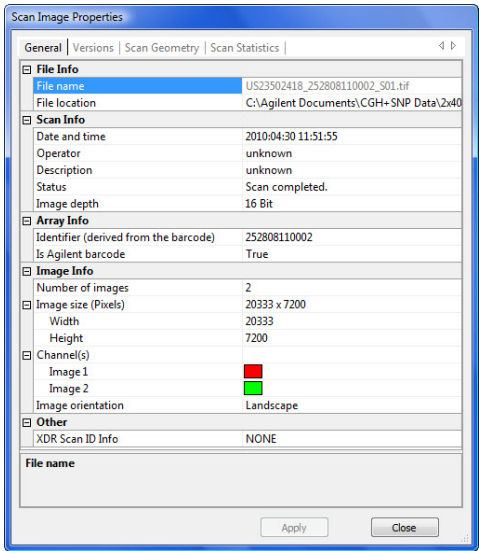 Scan Image Properties
General Versions Scan Geometry Scan Statistics
File Info
File name US23502418_252808110002_S01.tif
File location C:\Agilent Documents\CGH+SNP Data\2x40
Scan Info
Date and time 2010:04:30 11:51:55
Operator unknown
Description unknown
Status Scan completed.
Image depth 16 Bit
Array Info
Identifier (derived from the barcode) 252808110002
Is Agilent barcode True
Image Info
Number of images 2
Image size (Pixels) 20333 x 7200
Width 20333
Height 7200
Channel(s)
Image 1
Image 2
Image orientation Landscape
Other
XDR Scan ID Info NONE
File name
Apply Close